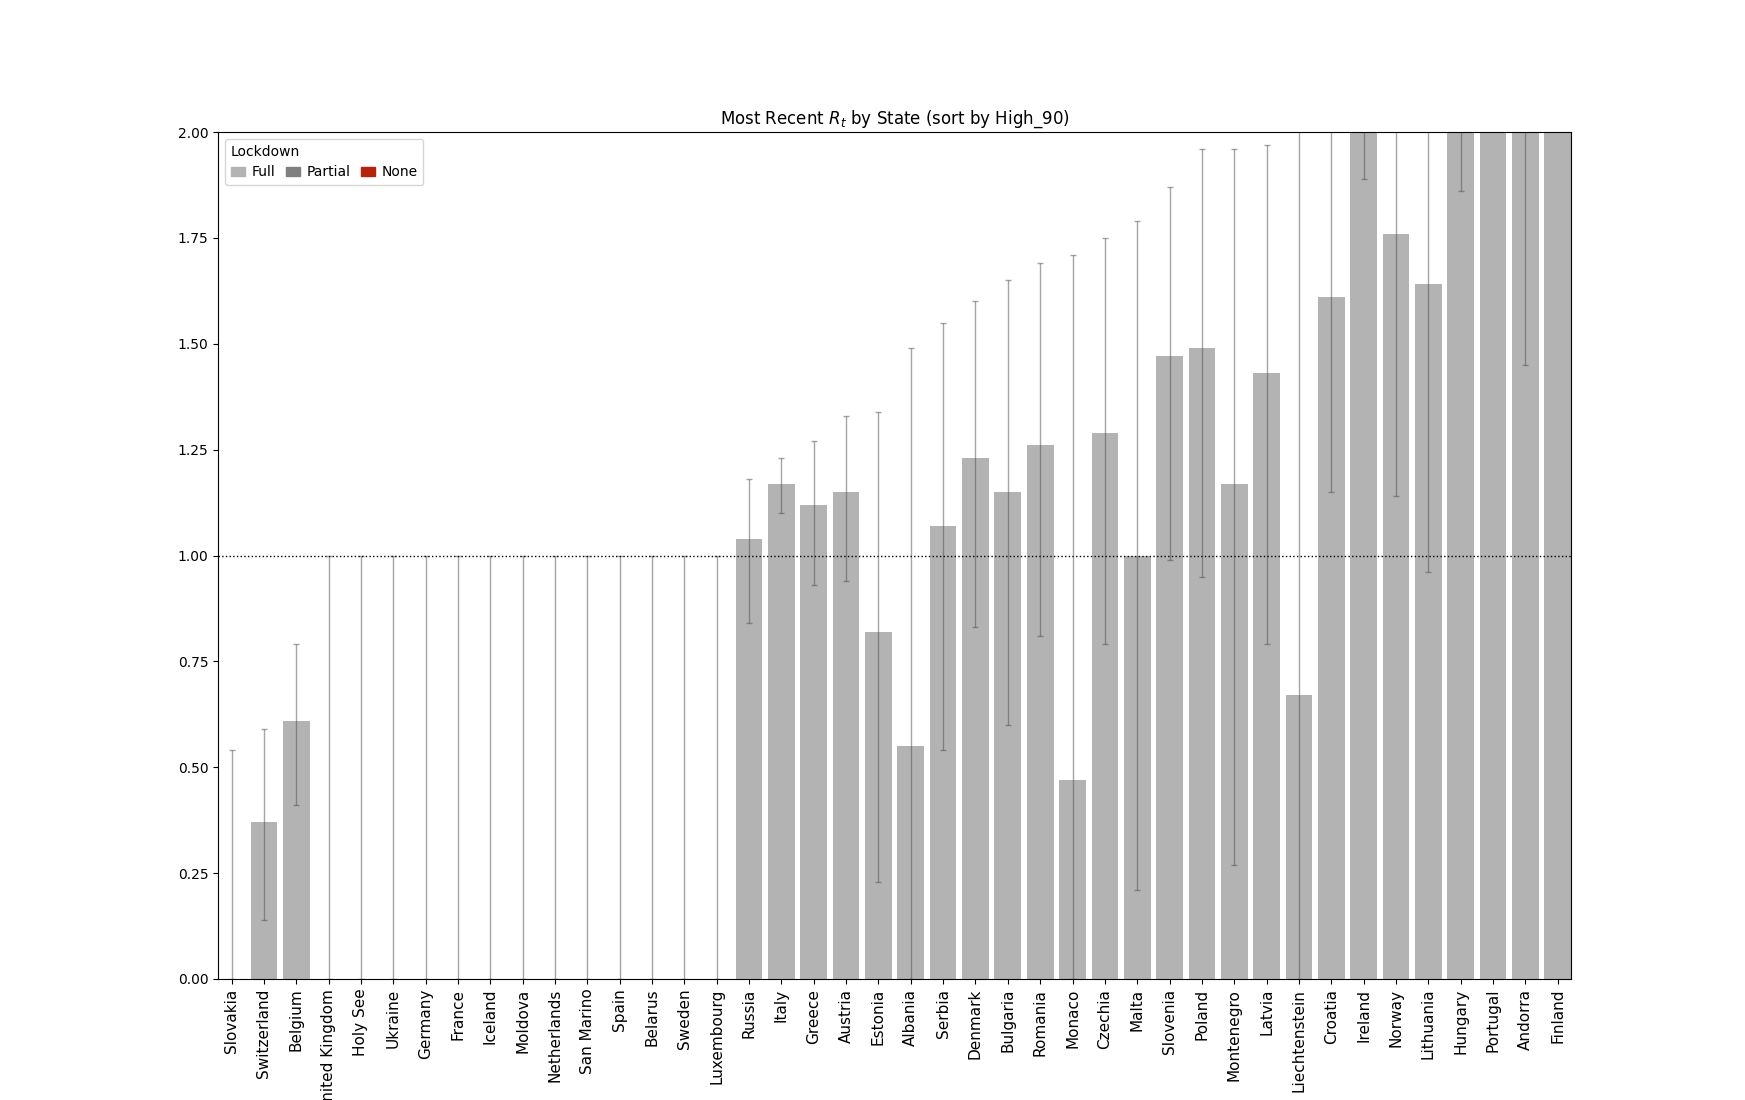 Most Recent R_t by State (sort by High_90)
2.00
Lockdown
Full Partial None
1.75
1.50
1.25
1.00
0.75
0.50
0.25
0.00
Slovakia
Switzerland
Belgium
nited Kingdom
Holy See
Ukraine
Germany
France
Iceland
Moldova
Netherlands
San Marino
Spain
Belarus
Sweden
Luxembourg
Russia
Italy
Greece
Austria
Estonia
Albania
Serbia
Denmark
Bulgaria
Romania
Monaco
Czechia
Malta
Slovenia
Poland
Montenegro
Latvia
Liechtenstein
Croatia
Ireland
Norway
Lithuania
Hungary
Portugal
Andorra
Finland